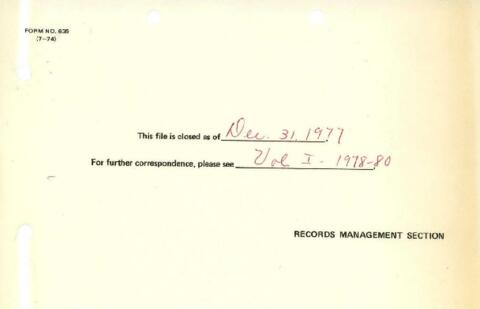 FORM NO. 635
(7-74)
This file is closed as of Dec. 31, 1977.
For further correspondence, please see Vol. I - 1978-80
RECORDS MANAGEMENT SECTION